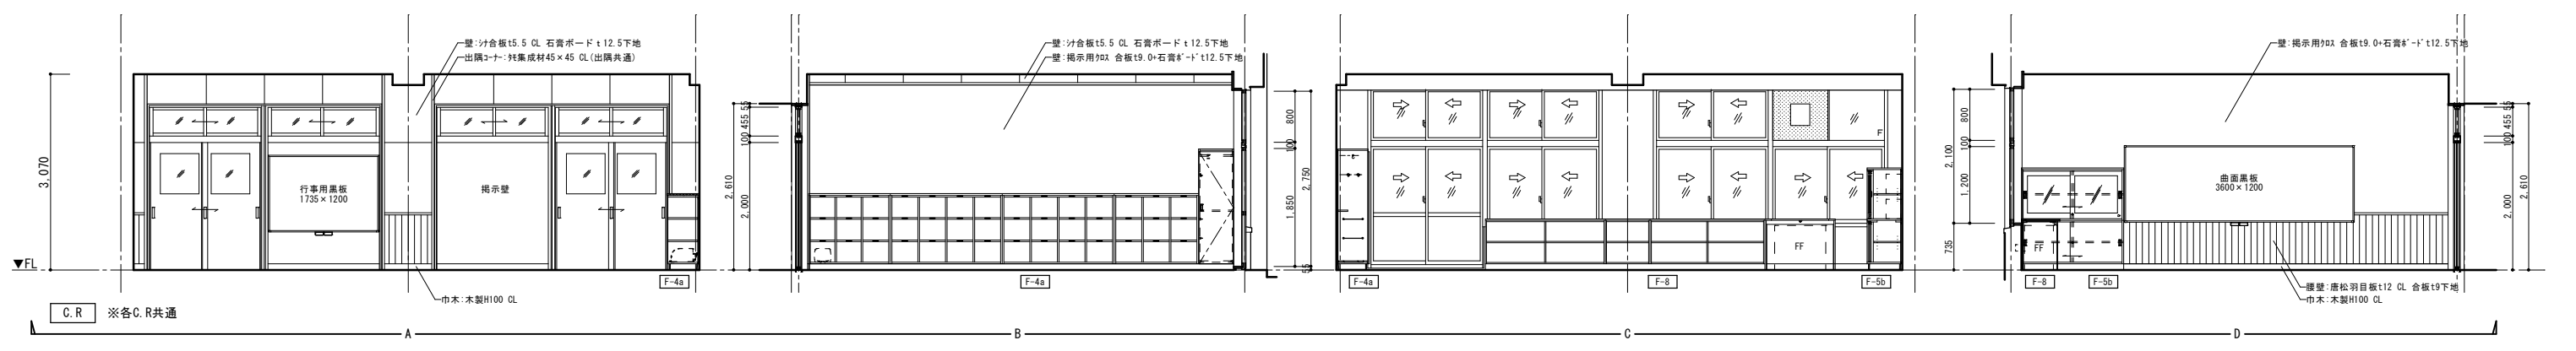 壁:ｼﾅ合板t5.5 CL 石膏ボードｔ12.5下地
出隅ｺｰﾅｰ:ﾀﾓ集成材45×45 CL(出隅共通)
3,070
行事用黒板
1735×1200
掲示壁
▼FL
F-4a
巾木:木製H100 CL
C.R
※各C.R共通
A
壁:ｼﾅ合板t5.5 CL 石膏ボードｔ12.5下地
壁:掲示用ｸﾛｽ 合板t9.0+石膏ﾎﾞｰﾄﾞt12.5下地
2,610
55
455
100
2,000
800
100
1,850
55
2,750
F-4a
B
F
FF
F-4a
F-8
F-5b
C
壁:掲示用ｸﾛｽ 合板t9.0+石膏ﾎﾞｰﾄﾞt12.5下地
2,100
800
100
1,200
735
曲面黒板
3600×1200
FF
55
455
100
2,000
2,610
F-8
F-5b
腰壁:唐松羽目板t12 CL 合板t9下地
巾木:木製H100 CL
D